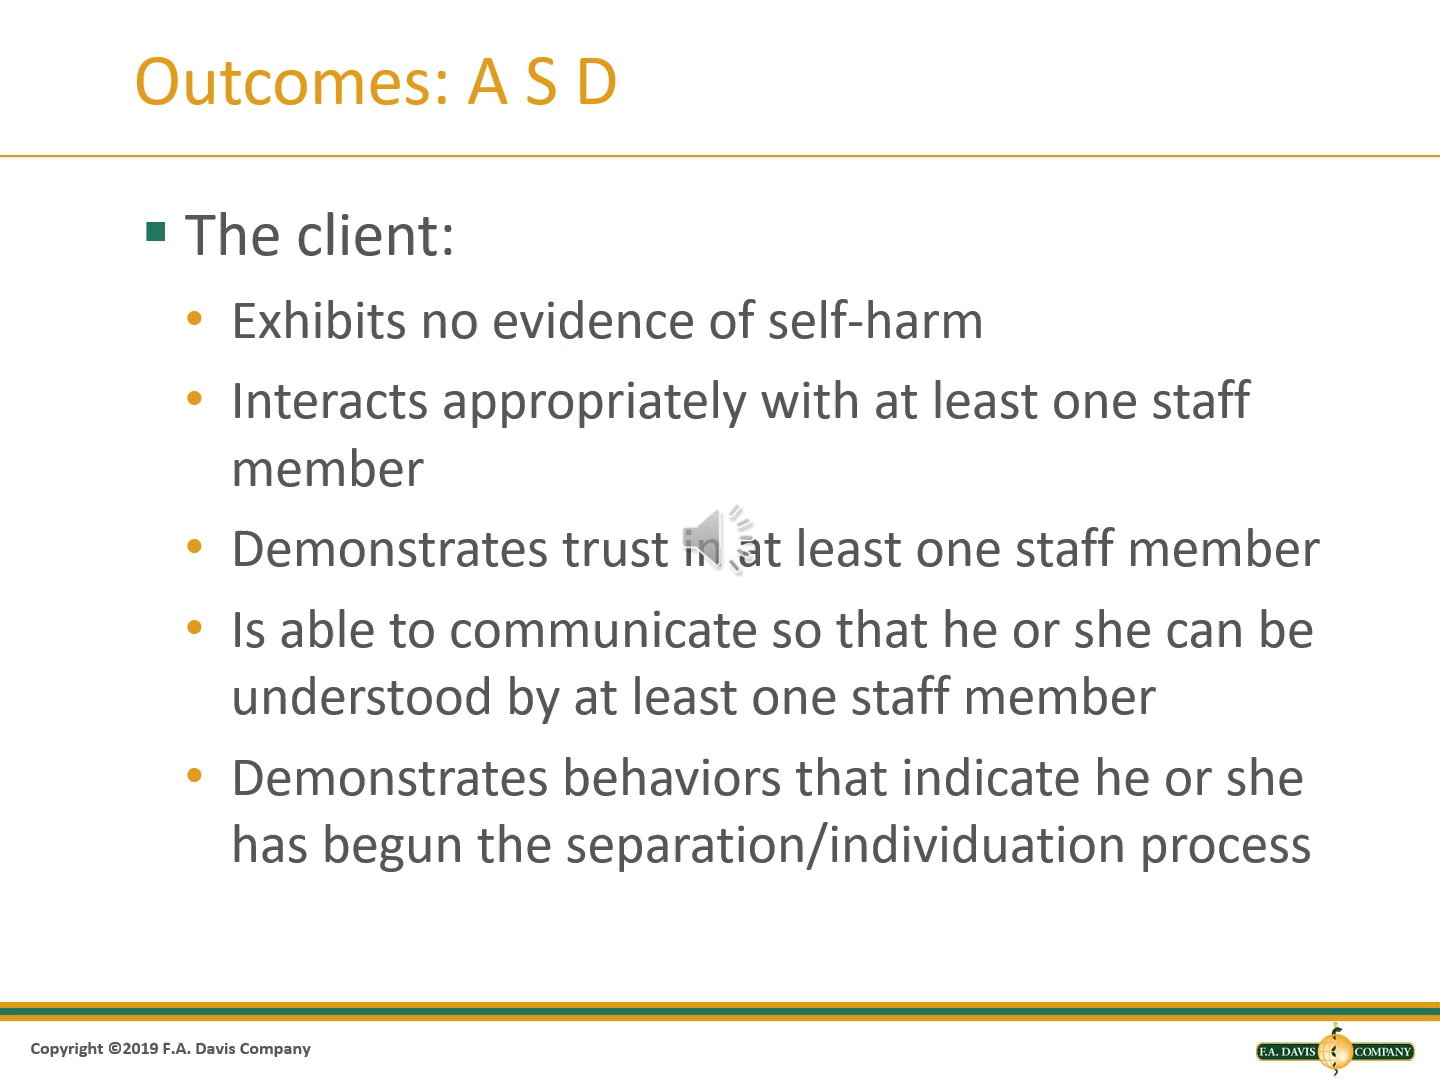 Outcomes: A S D
The client:
Exhibits no evidence of self-harm
Interacts appropriately with at least one staff
member
Demonstrates trust in at least one staff member
Is able to communicate so that he or she can be
understood by at least one staff member
Demonstrates behaviors that indicate he or she
has begun the separation/individuation process
Copyright ©2019 F.A. Davis Company
F.A. DAVIS COMPANY